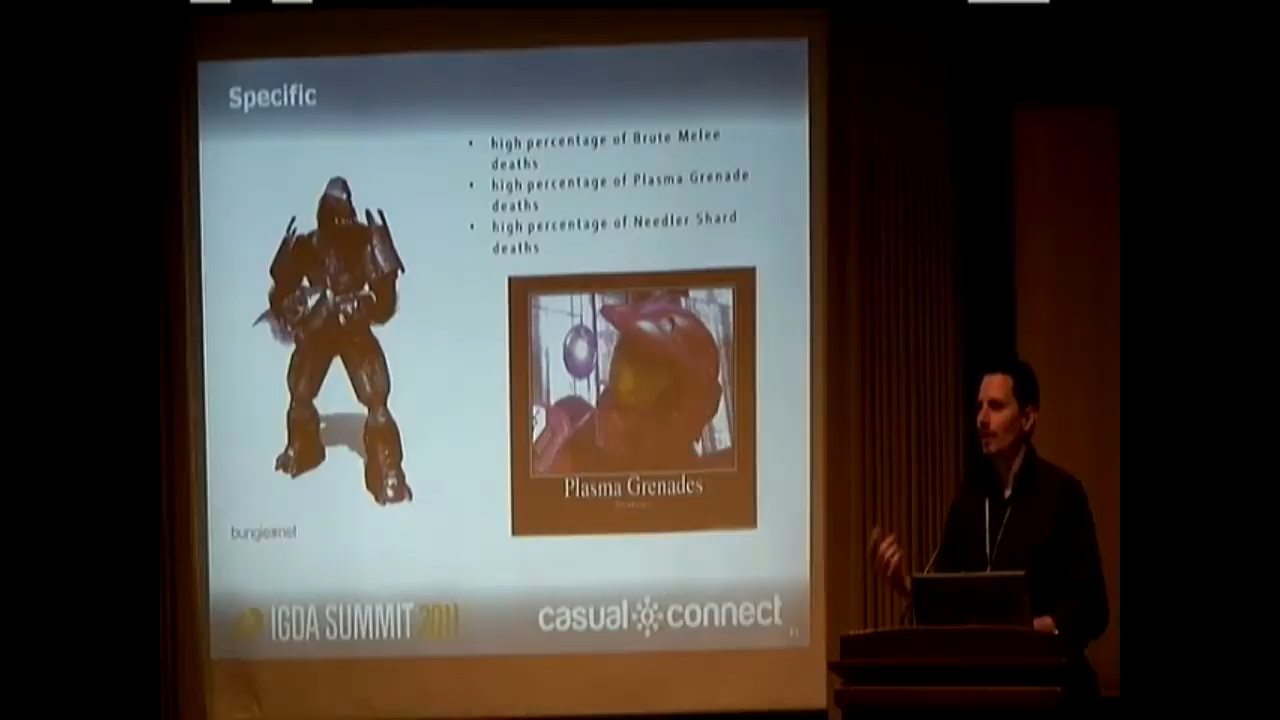 Specific
• high percentage of Brute Melee
deaths
• high percentage of Plasma Grenade
deaths
• high percentage of Needler Shard
deaths
Plasma Grenades
bungie.net
IGDA SUMMIT 2011
casual connect